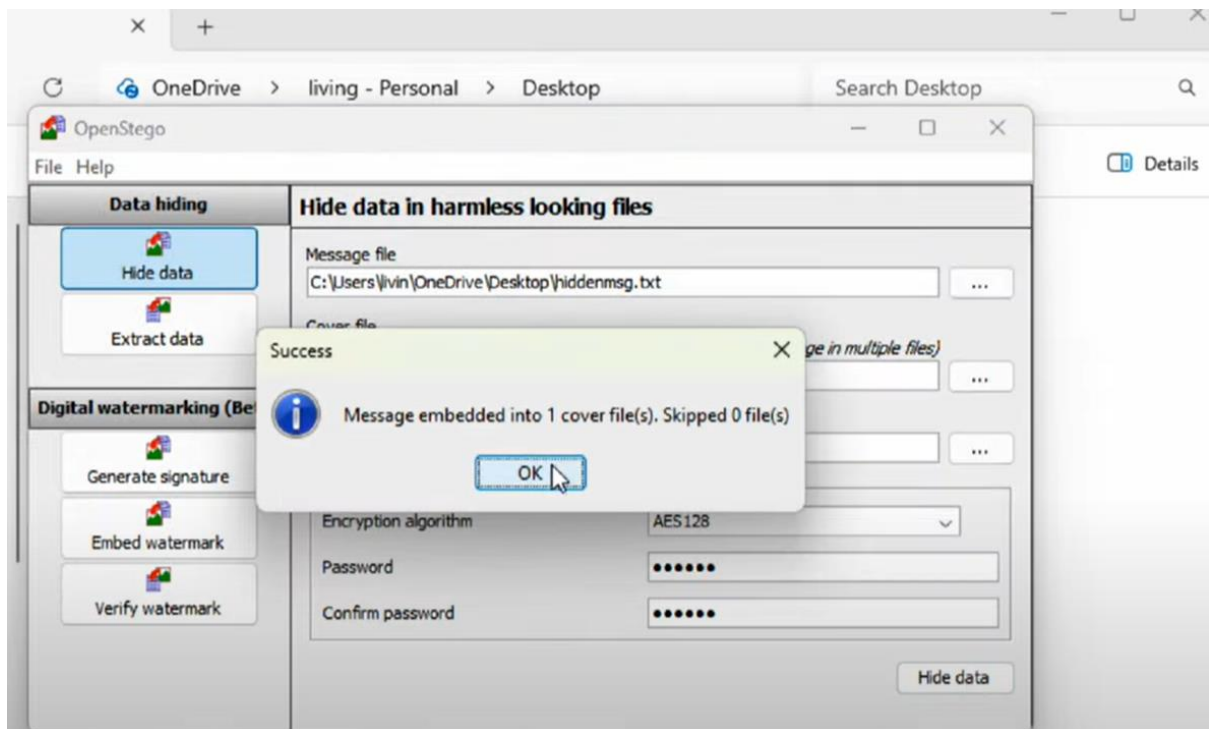 OneDrive > living - Personal > Desktop
Search Desktop
OpenStego
Details
File Help
Data hiding
Hide data in harmless looking files
Hide data
Message file
C:\Users\livin\OneDrive\Desktop\hiddenmsg.txt
...
Extract data
Cover file
Success
ge in multiple files)
...
Digital watermarking (Be
Message embedded into 1 cover file(s). Skipped 0 file(s)
...
OK
Generate signature
Encryption algorithm
AES128
Embed watermark
Password
••••••
Verify watermark
Confirm password
••••••
Hide data